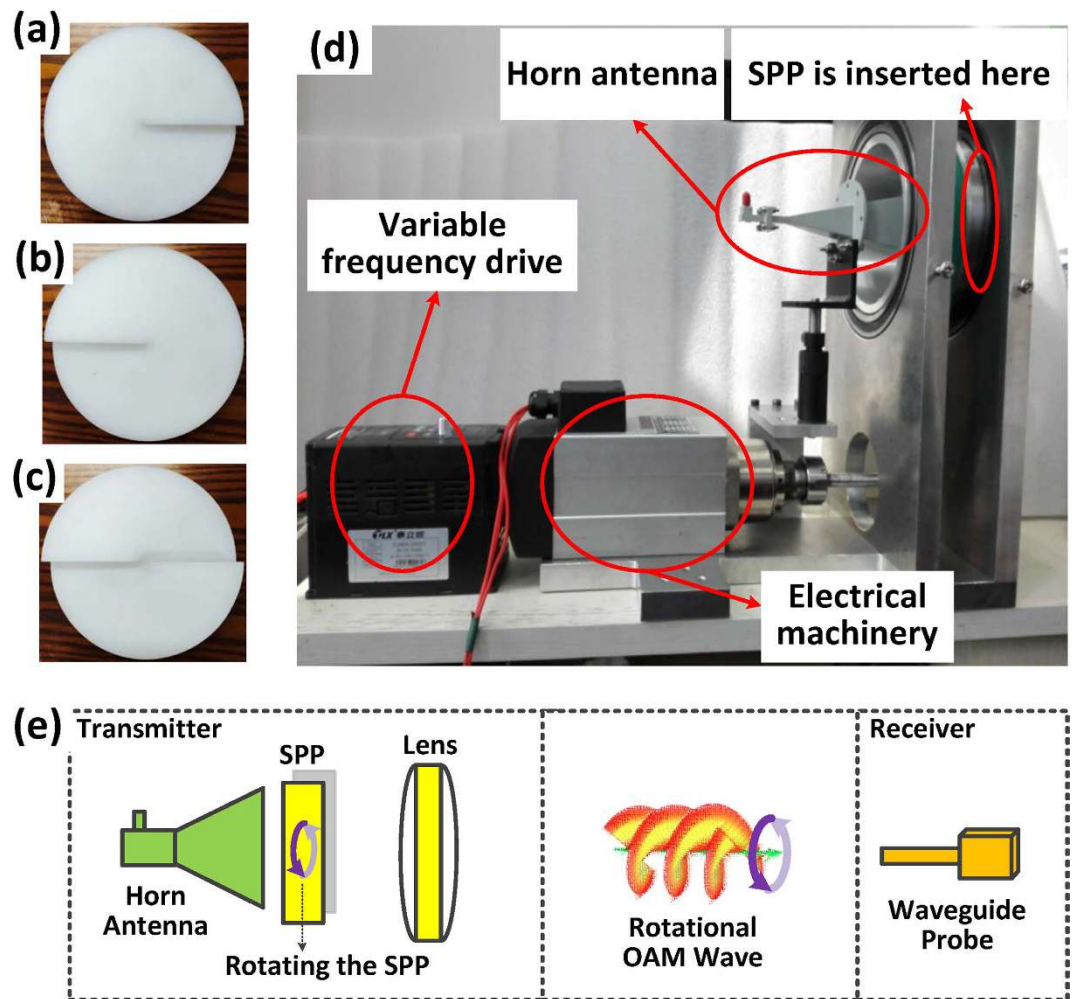 (a)
(b)
(c)
(d)
Horn antenna
SPP is inserted here
Variable
frequency drive
Electrical
machinery
(e)
Transmitter
SPP
Lens
Horn
Antenna
Rotating the SPP
Rotational
OAM Wave
Receiver
Waveguide
Probe